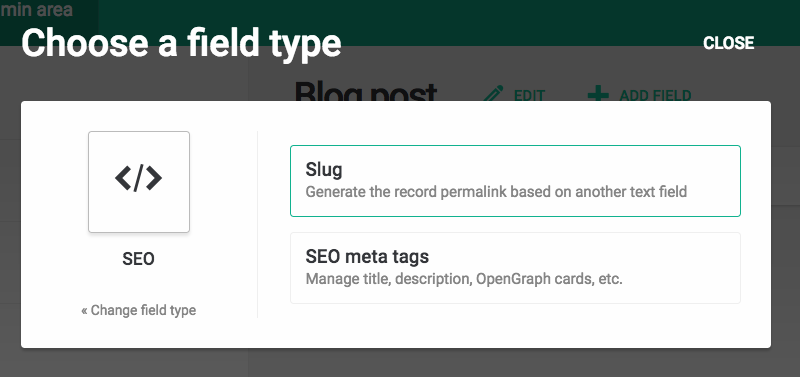 min area
Choose a field type
CLOSE
Blog post
EDIT
ADD FIELD
</>
SEO
« Change field type
Slug
Generate the record permalink based on another text field
SEO meta tags
Manage title, description, OpenGraph cards, etc.